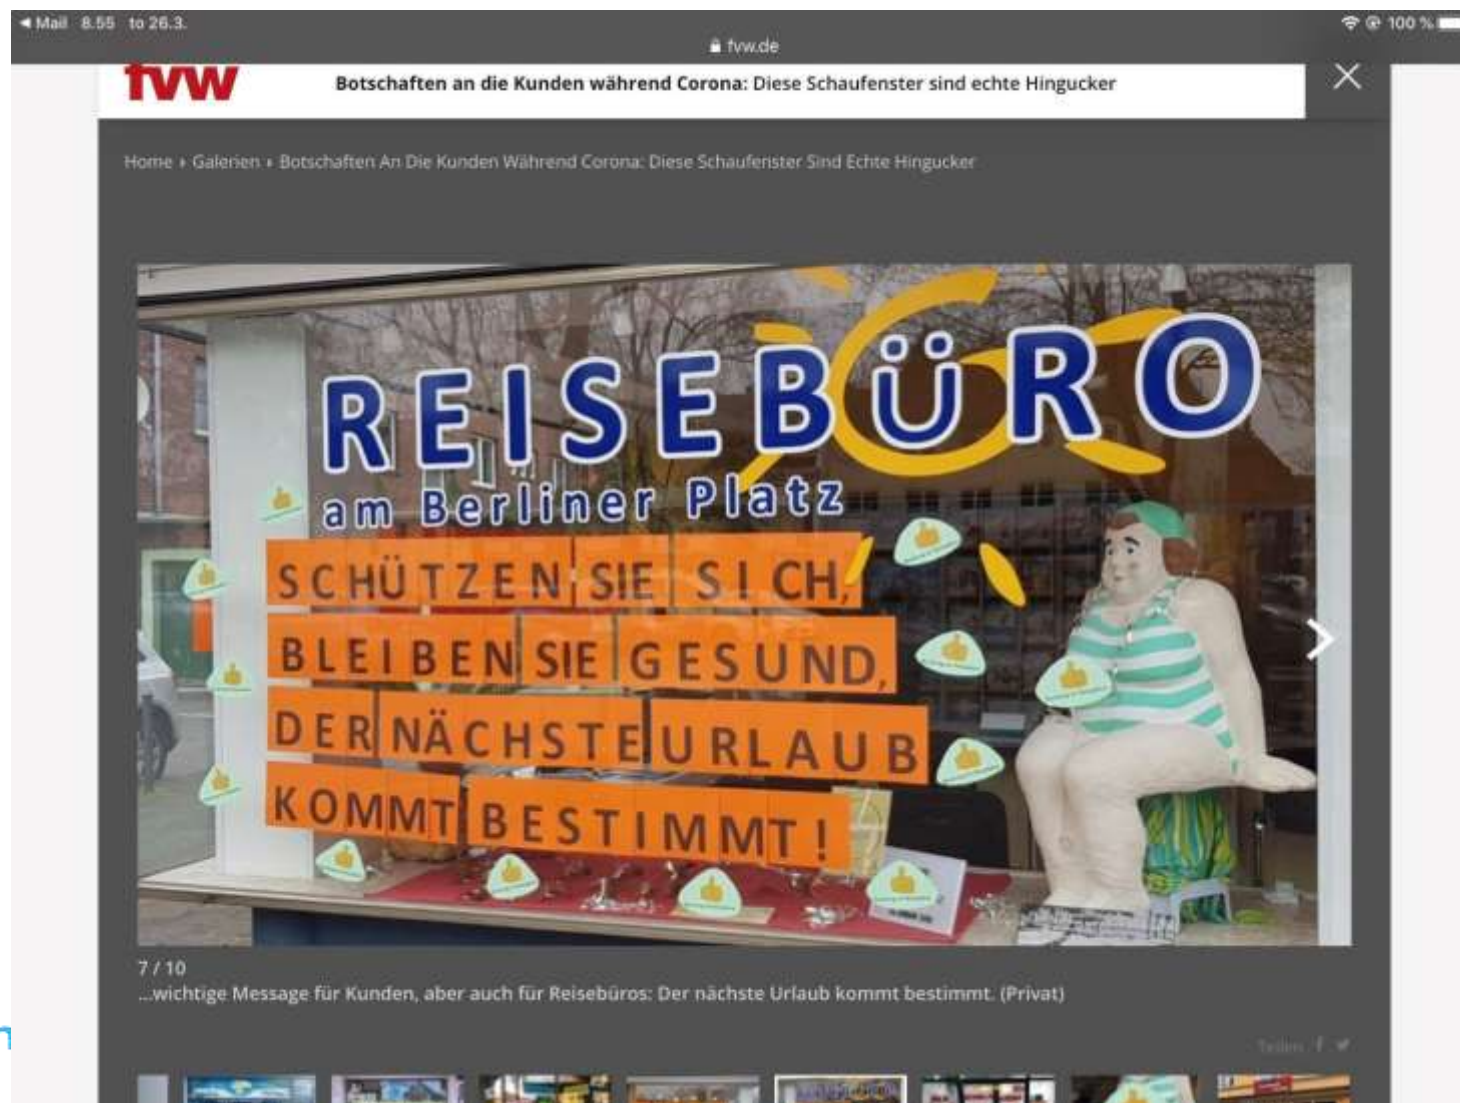 Mail 8.55 to 26.3. 100 %
fvw.de
fvw Botschaften an die Kunden während Corona: Diese Schaufenster sind echte Hingucker
Home Galerien Botschaften An Die Kunden Während Corona: Diese Schaufenster Sind Echte Hingucker
REISEBÜRO
am Berliner Platz
SCHÜTZEN SIE SICH,
BLEIBEN SIE GESUND,
DER NÄCHSTE URLAUB
KOMMT BESTIMMT!
7 / 10
...wichtige Message für Kunden, aber auch für Reisebüros: Der nächste Urlaub kommt bestimmt. (Privat)
Teilen